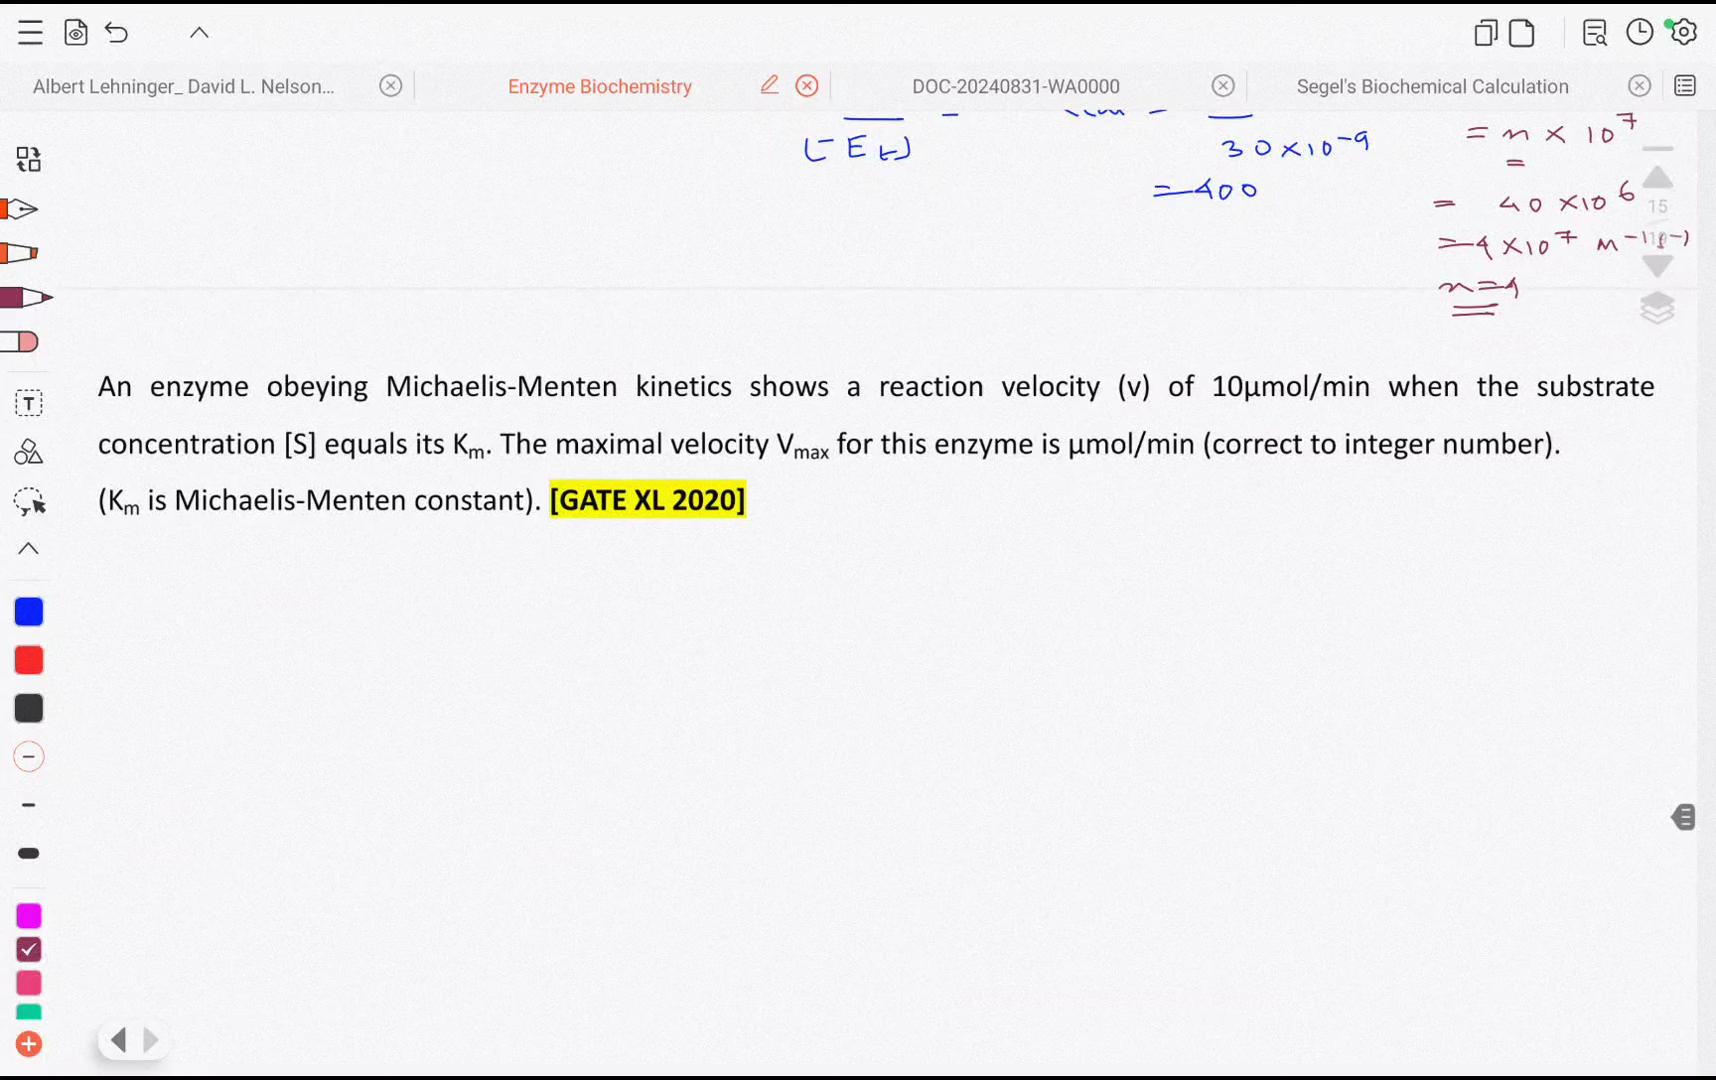 Albert Lehninger_ David L. Nelson...
Enzyme Biochemistry
DOC-20240831-WA0000
Segel's Biochemical Calculation
(-Et)
30×10⁻⁹
=400
= n × 10⁷
=
= 40 ×10⁶
=4×10⁷ M⁻¹s⁻¹
n=4
15
An enzyme obeying Michaelis-Menten kinetics shows a reaction velocity (v) of 10µmol/min when the substrate
concentration [S] equals its Kₘ. The maximal velocity Vₘₐₓ for this enzyme is µmol/min (correct to integer number).
(Kₘ is Michaelis-Menten constant). [GATE XL 2020]
T